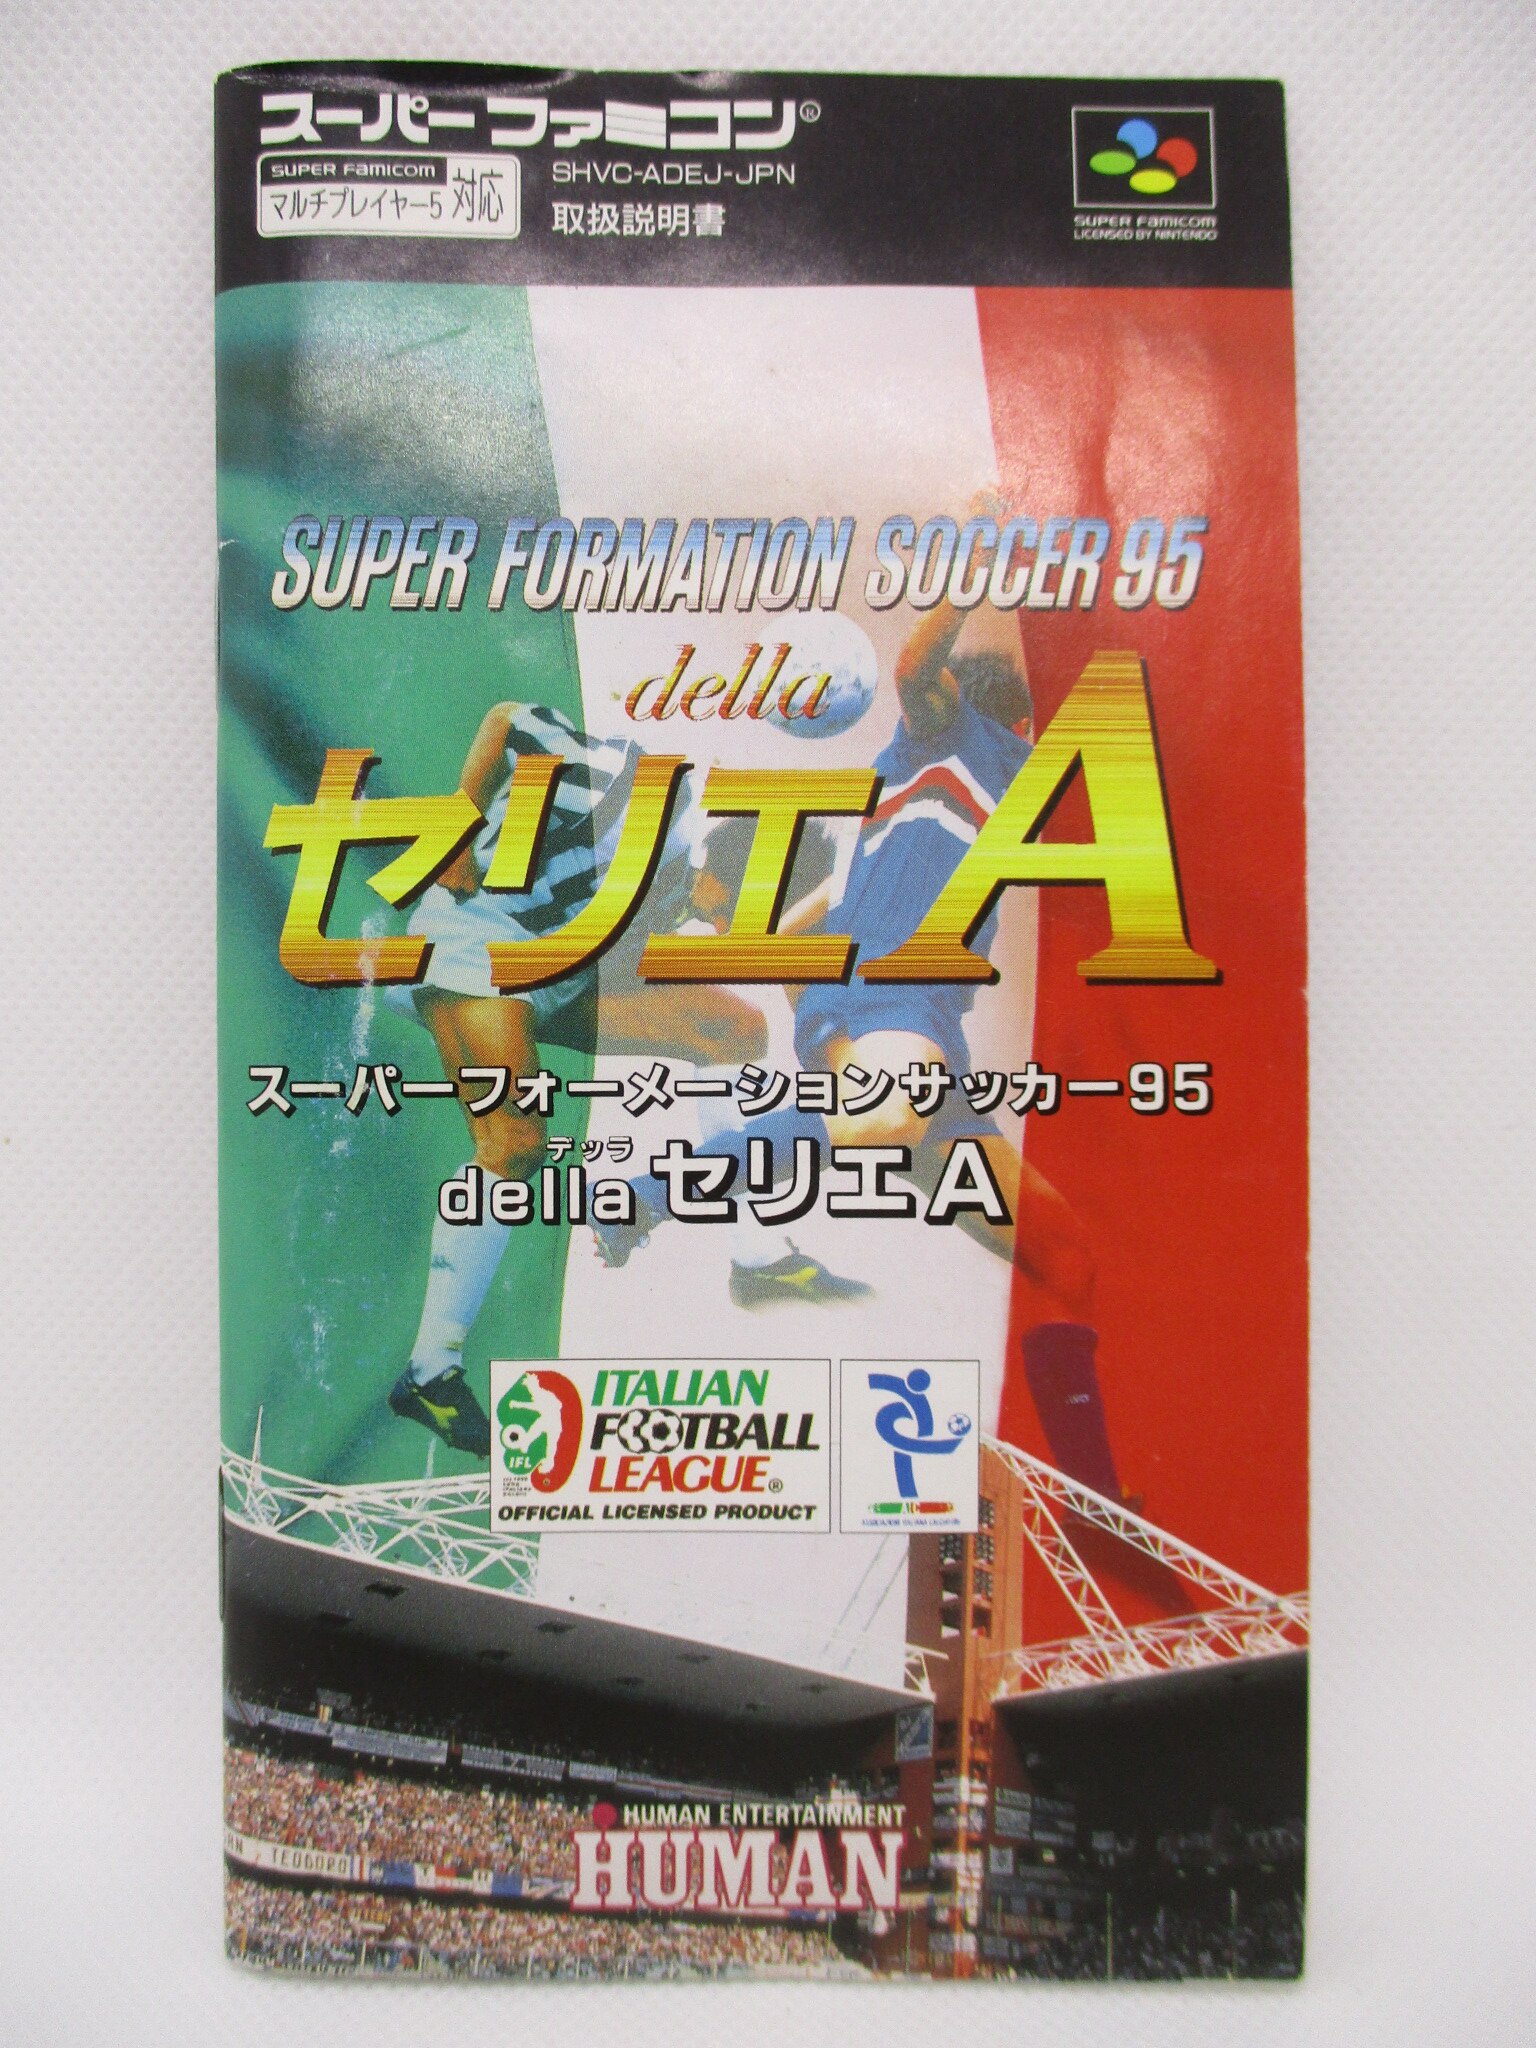 スーパーファミコン®
SUPER FAMICOM
マルチプレイヤー5 対応
SHVC-ADEJ-JPN
取扱説明書
SUPER FAMICOM
LICENSED BY NINTENDO
SUPER FORMATION SOCCER 95
della
セリエA
スーパーフォーメーションサッカー95
デッラ
della セリエA
IFL
ITALIAN
FOOTBALL
LEAGUE®
OFFICIAL LICENSED PRODUCT
TEODORO
HUMAN ENTERTAINMENT
HUMAN